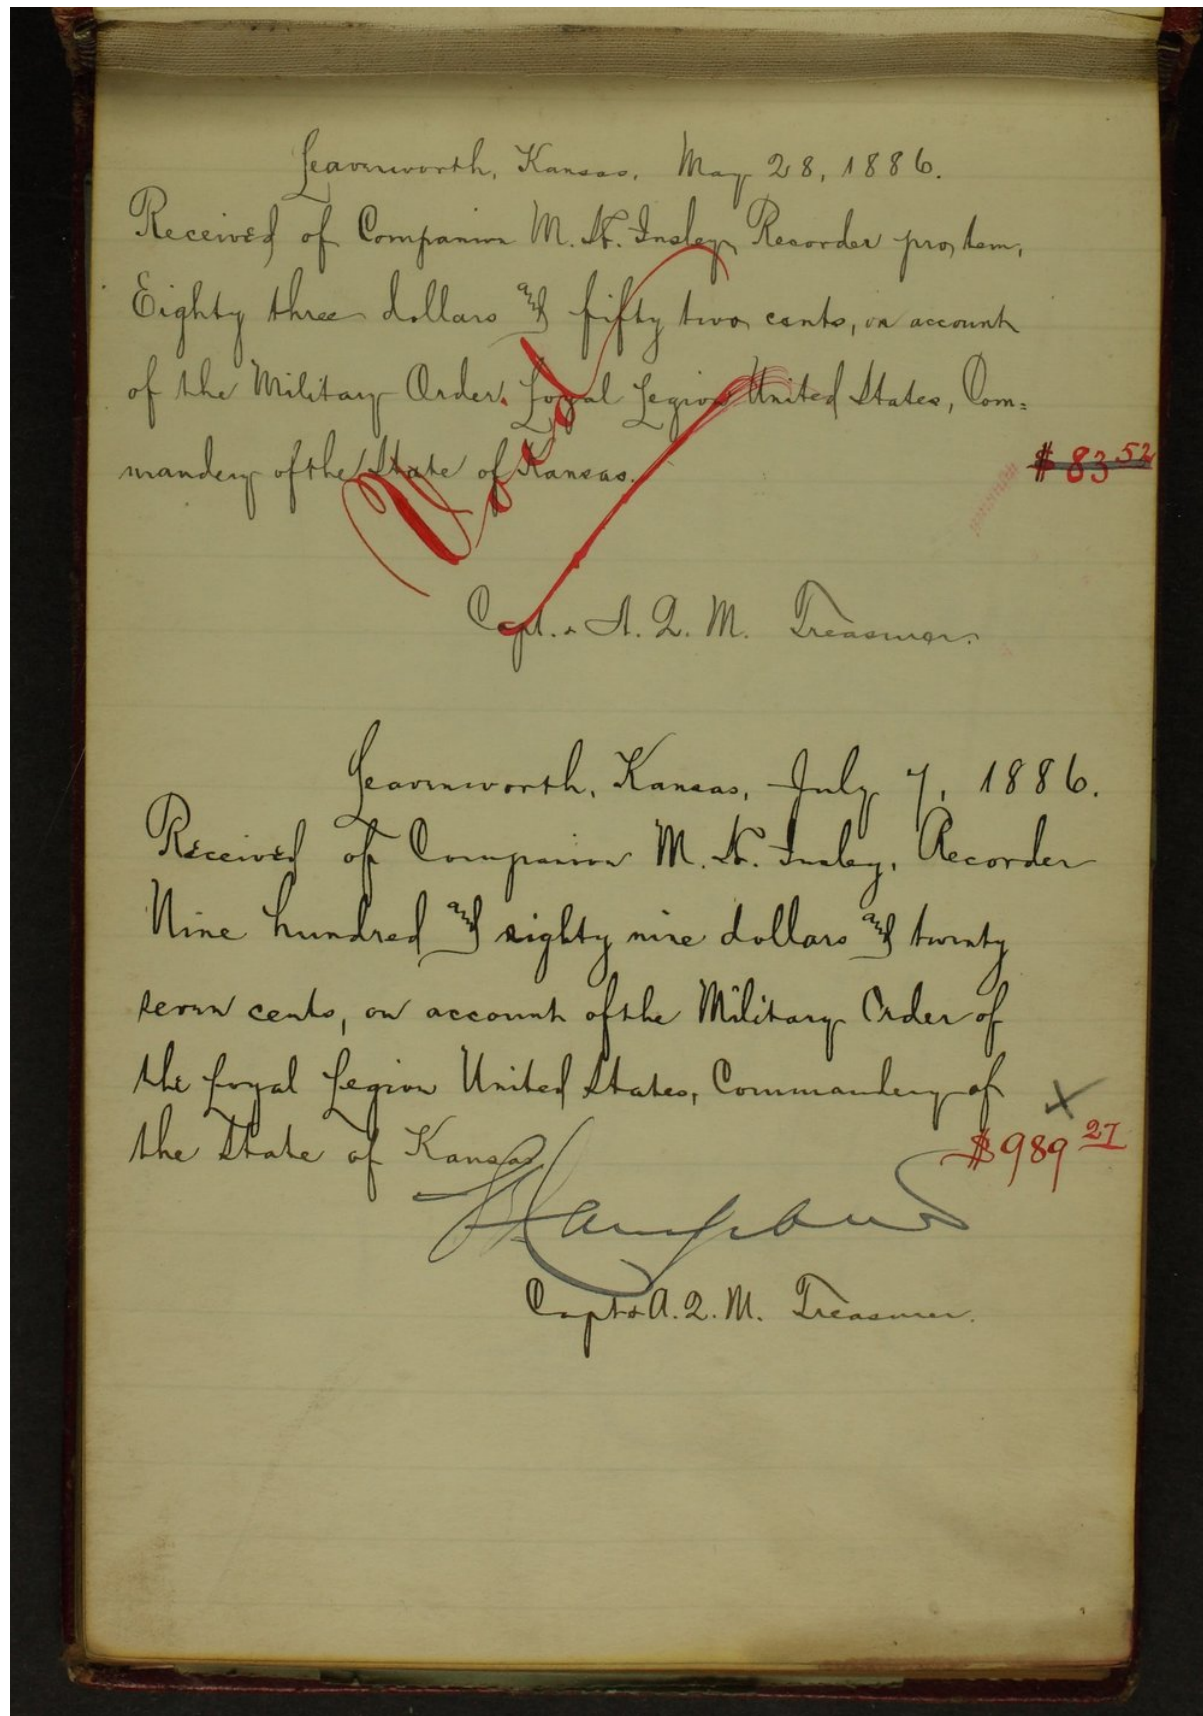 Leavenworth, Kansas, May 28, 1886.
Received of Companion M. H. Insley, Recorder pro tem,
Eighty three dollars and fifty two cents, on account
of the Military Order, Loyal Legion United States, Com=
mandery of the State of Kansas.
$83 52
Void
Capt. & A. Q. M. Treasurer.
Leavenworth, Kansas, July 7, 1886.
Received of Companion M. H. Insley, Recorder
Nine hundred and eighty nine dollars and twenty
seven cents, on account of the Military Order of
the Loyal Legion United States, Commandery of
the State of Kansas
X
$989 27
Capt & A. Q. M. Treasurer.